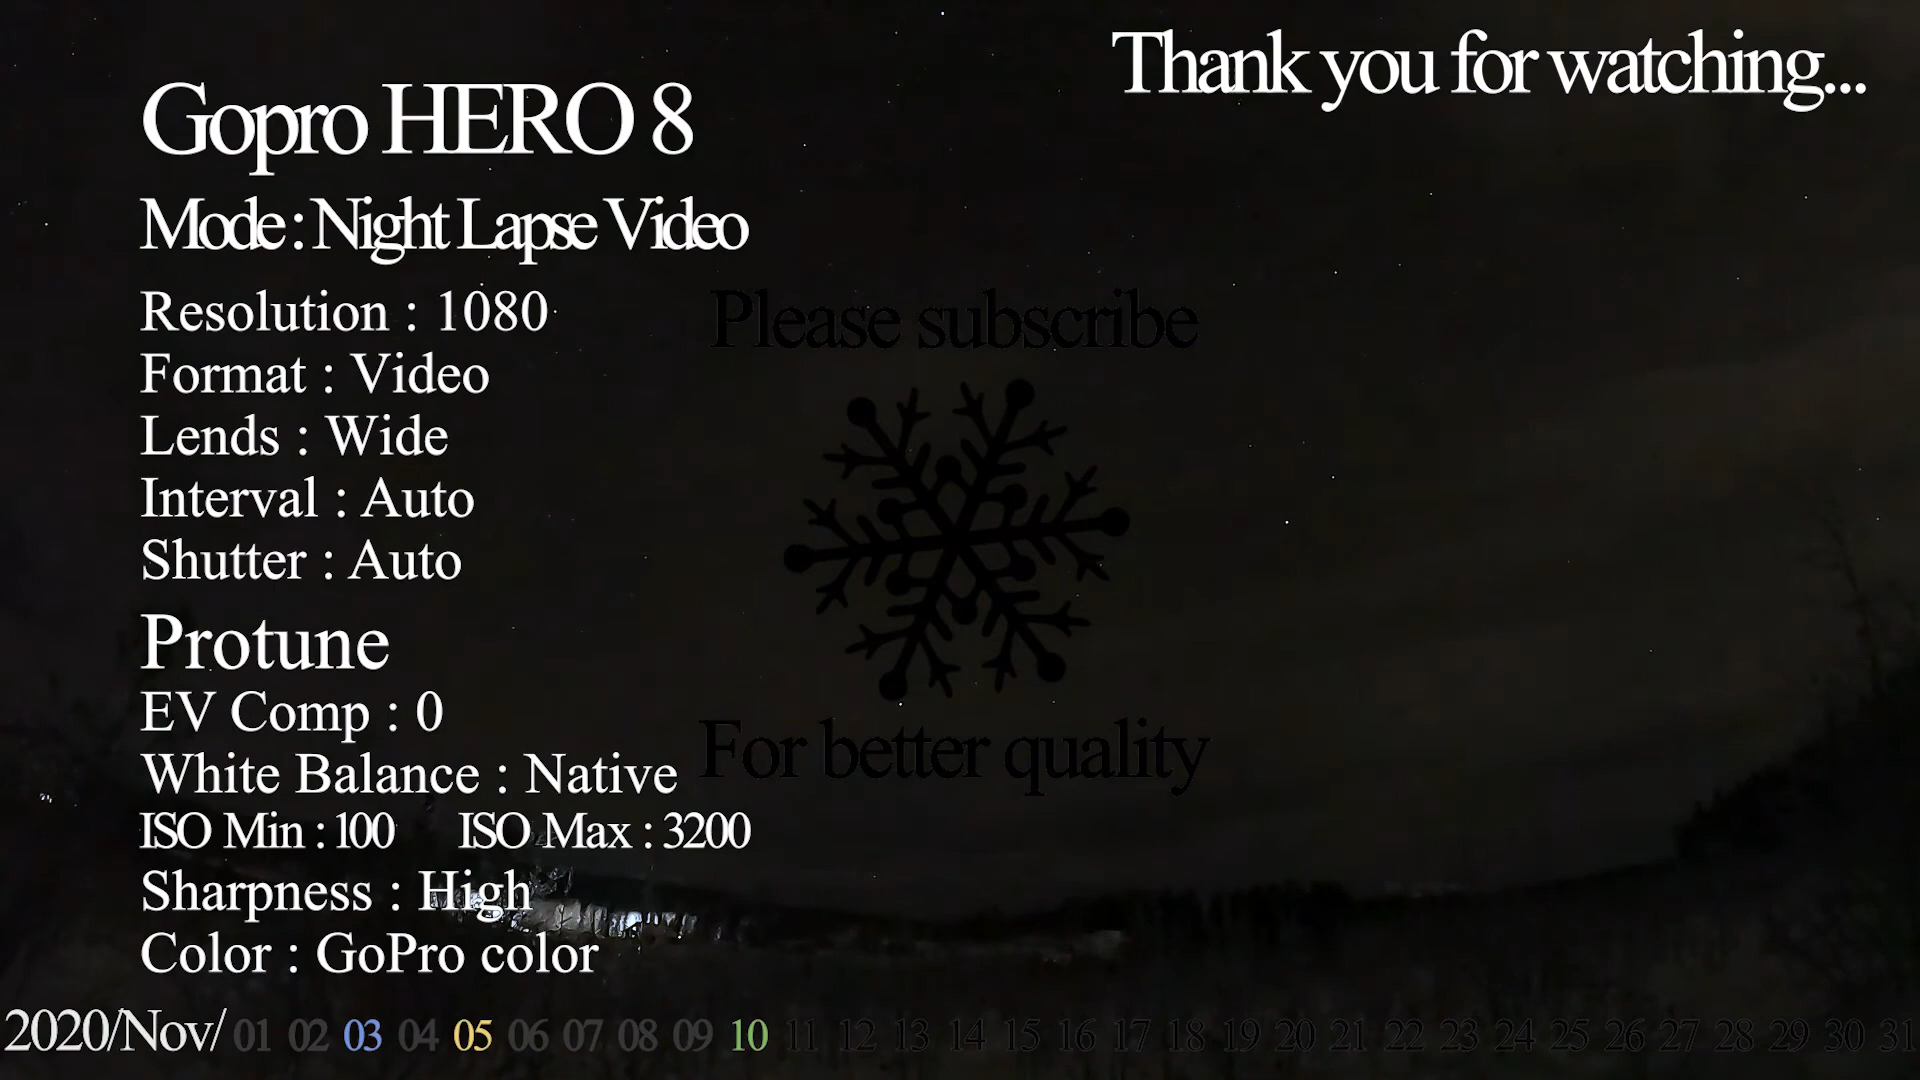 Thank you for watching...
Gopro HERO 8
Mode : Night Lapse Video
Resolution : 1080
Format : Video
Lends : Wide
Interval : Auto
Shutter : Auto
Please subscribe
Protune
EV Comp : 0
White Balance : Native
For better quality
ISO Min : 100 ISO Max : 3200
Sharpness : High
Color : GoPro color
2020/Nov/ 01 02 03 04 05 06 07 08 09 10 11 12 13 14 15 16 17 18 19 20 21 22 23 24 25 26 27 28 29 30 31